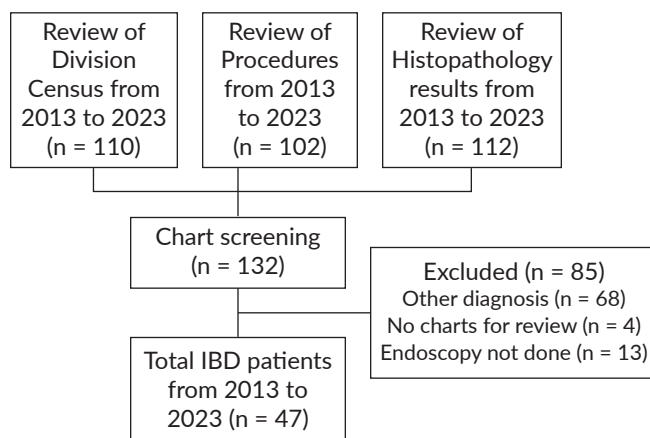 Review of
Division
Census from
2013 to 2023
(n = 110)
Review of
Procedures
from 2013
to 2023
(n = 102)
Review of
Histopathology
results from
2013 to 2023
(n = 112)
Chart screening
(n = 132)
Excluded (n = 85)
Other diagnosis (n = 68)
No charts for review (n = 4)
Endoscopy not done (n = 13)
Total IBD patients
from 2013 to
2023 (n = 47)